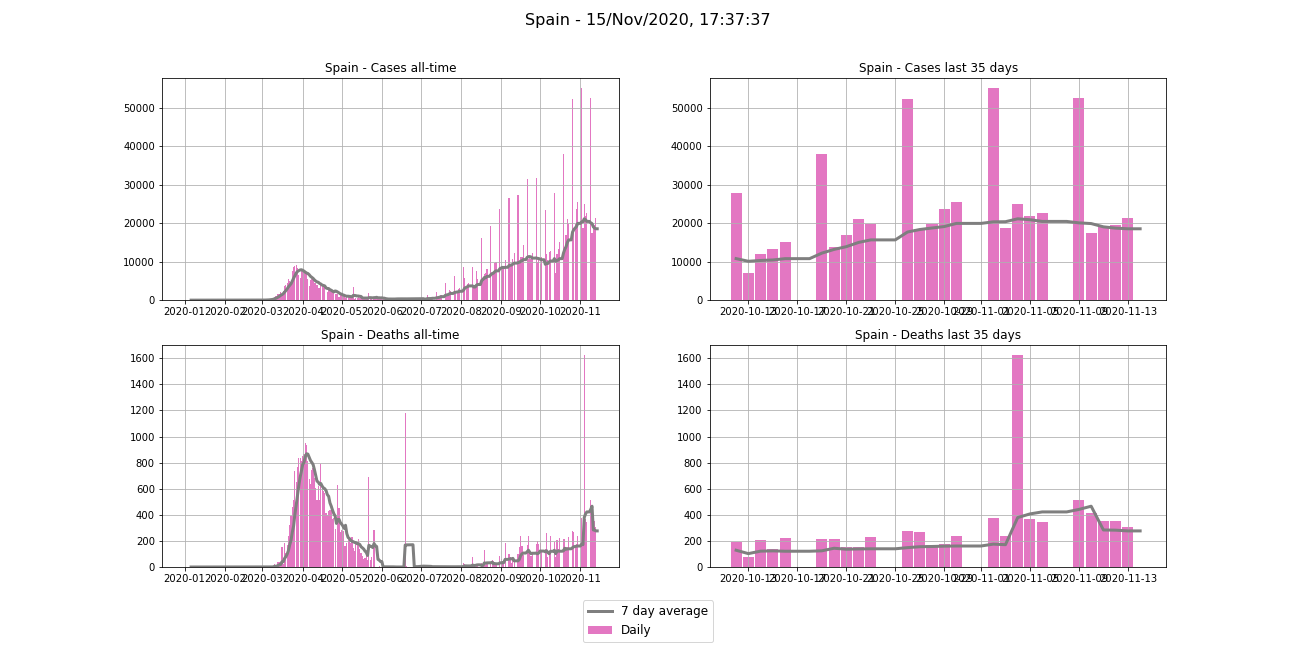 Spain - 15/Nov/2020, 17:37:37
Spain - Cases all-time
50000
40000
30000
20000
10000
0
2020-01 2020-02 2020-03 2020-04 2020-05 2020-06 2020-07 2020-08 2020-09 2020-10 2020-11
Spain - Cases last 35 days
50000
40000
30000
20000
10000
0
2020-10-13 2020-10-17 2020-10-21 2020-10-25 2020-10-29 2020-11-01 2020-11-05 2020-11-09 2020-11-13
Spain - Deaths all-time
1600
1400
1200
1000
800
600
400
200
0
2020-01 2020-02 2020-03 2020-04 2020-05 2020-06 2020-07 2020-08 2020-09 2020-10 2020-11
Spain - Deaths last 35 days
1600
1400
1200
1000
800
600
400
200
0
2020-10-13 2020-10-17 2020-10-21 2020-10-25 2020-10-29 2020-11-01 2020-11-05 2020-11-09 2020-11-13
7 day average
Daily